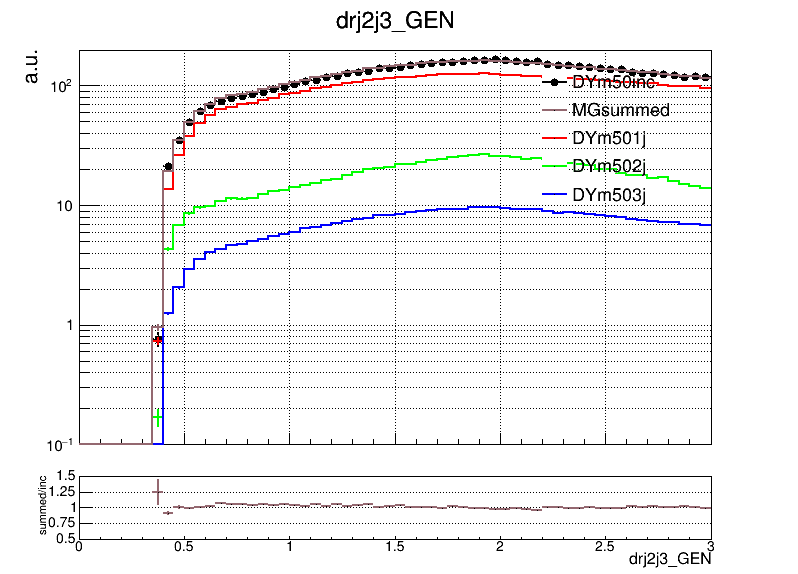 drj2j3_GEN
a.u.
10²
10
1
10⁻¹
DYm50inc
MGsummed
DYm501j
DYm502j
DYm503j
summed/inc
1.5
1.25
1
0.75
0.5
0 0.5 1 1.5 2 2.5 3
drj2j3_GEN